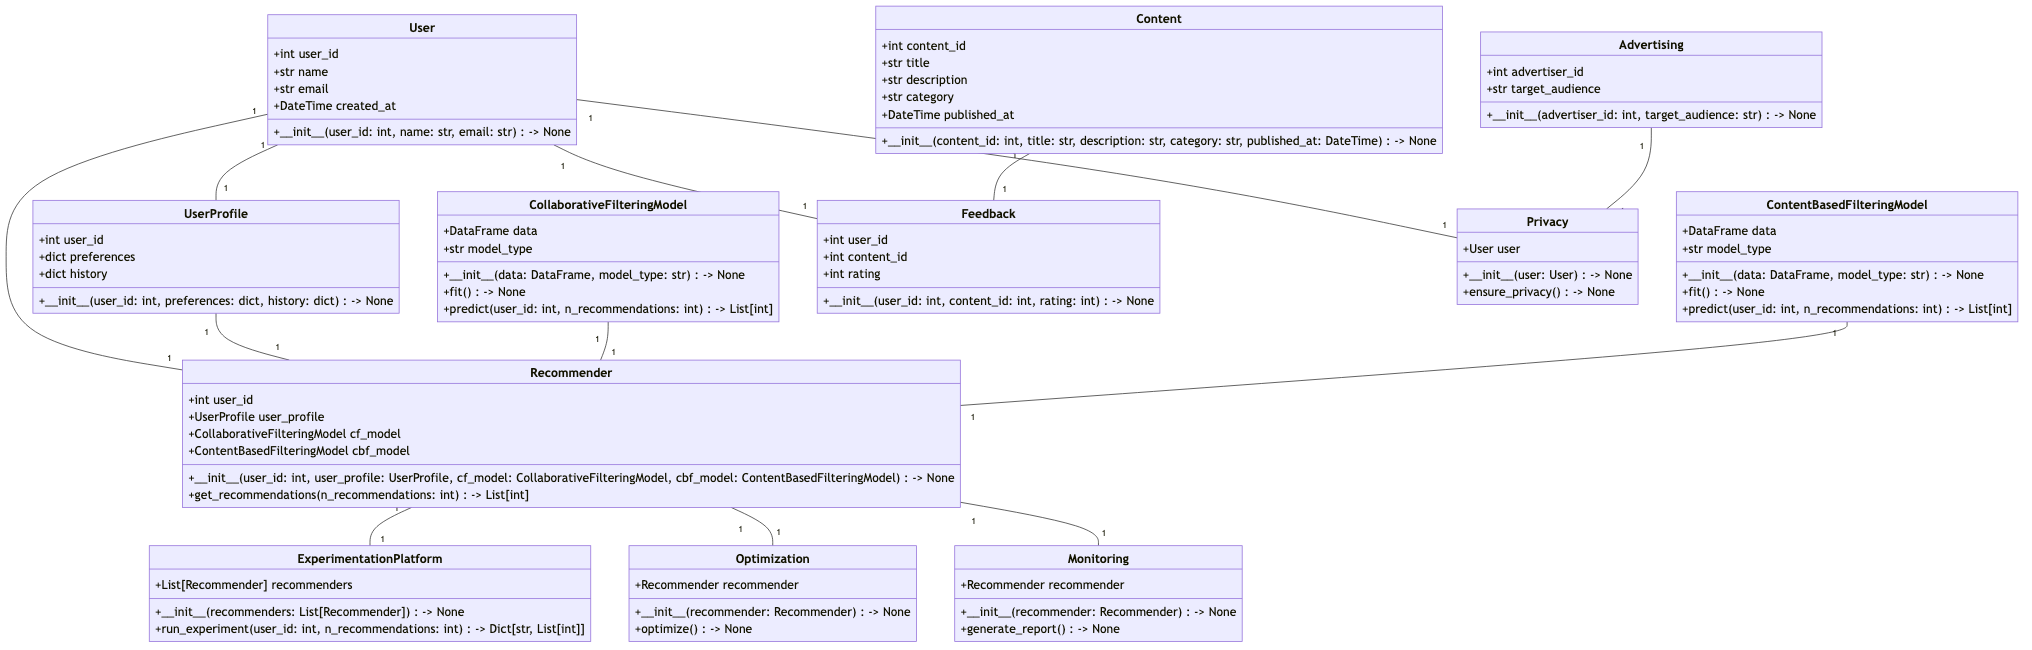 User
+int user_id
+str name
+str email
+DateTime created_at
+__init__(user_id: int, name: str, email: str) : -> None
Content
+int content_id
+str title
+str description
+str category
+DateTime published_at
+__init__(content_id: int, title: str, description: str, category: str, published_at: DateTime) : -> None
Advertising
+int advertiser_id
+str target_audience
+__init__(advertiser_id: int, target_audience: str) : -> None
1
1
1
1
1
1
1
1
1
1
UserProfile
+int user_id
+dict preferences
+dict history
+__init__(user_id: int, preferences: dict, history: dict) : -> None
CollaborativeFilteringModel
+DataFrame data
+str model_type
+__init__(data: DataFrame, model_type: str) : -> None
+fit() : -> None
+predict(user_id: int, n_recommendations: int) : -> List[int]
Feedback
+int user_id
+int content_id
+int rating
+__init__(user_id: int, content_id: int, rating: int) : -> None
Privacy
+User user
+__init__(user: User) : -> None
+ensure_privacy() : -> None
ContentBasedFilteringModel
+DataFrame data
+str model_type
+__init__(data: DataFrame, model_type: str) : -> None
+fit() : -> None
+predict(user_id: int, n_recommendations: int) : -> List[int]
1
1
1
1
1
1
1
Recommender
+int user_id
+UserProfile user_profile
+CollaborativeFilteringModel cf_model
+ContentBasedFilteringModel cbf_model
+__init__(user_id: int, user_profile: UserProfile, cf_model: CollaborativeFilteringModel, cbf_model: ContentBasedFilteringModel) : -> None
+get_recommendations(n_recommendations: int) : -> List[int]
1
1
1
1
1
ExperimentationPlatform
+List[Recommender] recommenders
+__init__(recommenders: List[Recommender]) : -> None
+run_experiment(user_id: int, n_recommendations: int) : -> Dict[str, List[int]]
Optimization
+Recommender recommender
+__init__(recommender: Recommender) : -> None
+optimize() : -> None
Monitoring
+Recommender recommender
+__init__(recommender: Recommender) : -> None
+generate_report() : -> None